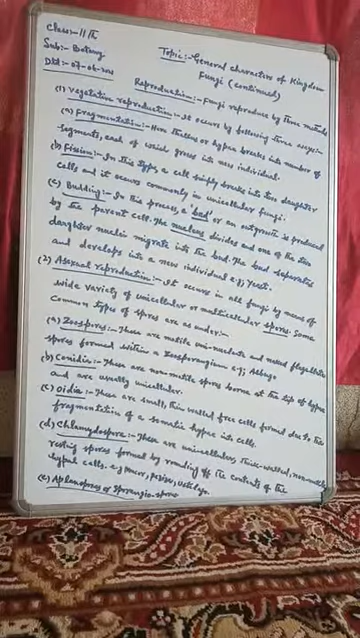 Class:- 11th
Sub:- Botany
Dtd:- 07-06-2020
Topic:- General characters of Kingdom
Fungi (continued)
Reproduction:- Fungi reproduce by three methods
(1) Vegetative reproduction:- It occurs by following three ways:-
(a) Fragmentation:- Here thallus or hypha breaks into number of
segments, each of which grows into new individual.
(b) Fission:- In this type, a cell simply breaks into two daughter
cells and it occurs commonly in unicellular fungi.
(c) Budding:- In this process, a 'bud' or an outgrowth is produced
by the parent cell. The nucleus divides and one of the two
daughter nuclei migrate into the bud. The bud separates
and develops into a new individual e.g; Yeast.
(2) Asexual reproduction:- It occurs in all fungi by means of
wide variety of unicellular or multicellular spores. Some
common types of spores are as under:-
(a) Zoospores:- These are motile uni-nucleate and naked flagellate
spores formed within a Zoosporangium e.g; Albugo
(b) Conidia:- These are non-motile spores borne at the tip of hypha
and are usually unicellular.
(c) Oidia:- These are small, thin walled free cells formed due to the
fragmentation of a somatic hypha into cells.
(d) Chlamydospore:- These are unicellular, thick-walled, non-motile
resting spores formed by rounding off the contents of the
hyphal cells. e.g Mucor, Ustilago.
(e) Aplanospores or Sporangio-spores